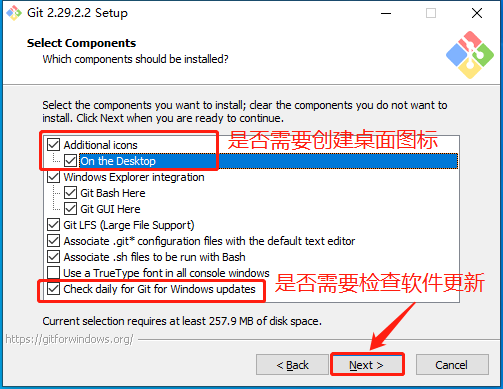 Git 2.29.2.2 Setup
Select Components
Which components should be installed?
Select the components you want to install; clear the components you do not want to
install. Click Next when you are ready to continue.
Additional icons
是否需要创建桌面图标
On the Desktop
Windows Explorer integration
Git Bash Here
Git GUI Here
Git LFS (Large File Support)
Associate .git* configuration files with the default text editor
Associate .sh files to be run with Bash
Use a TrueType font in all console windows
是否需要检查软件更新
Check daily for Git for Windows updates
Current selection requires at least 257.9 MB of disk space.
https://gitforwindows.org/
< Back
Next >
Cancel